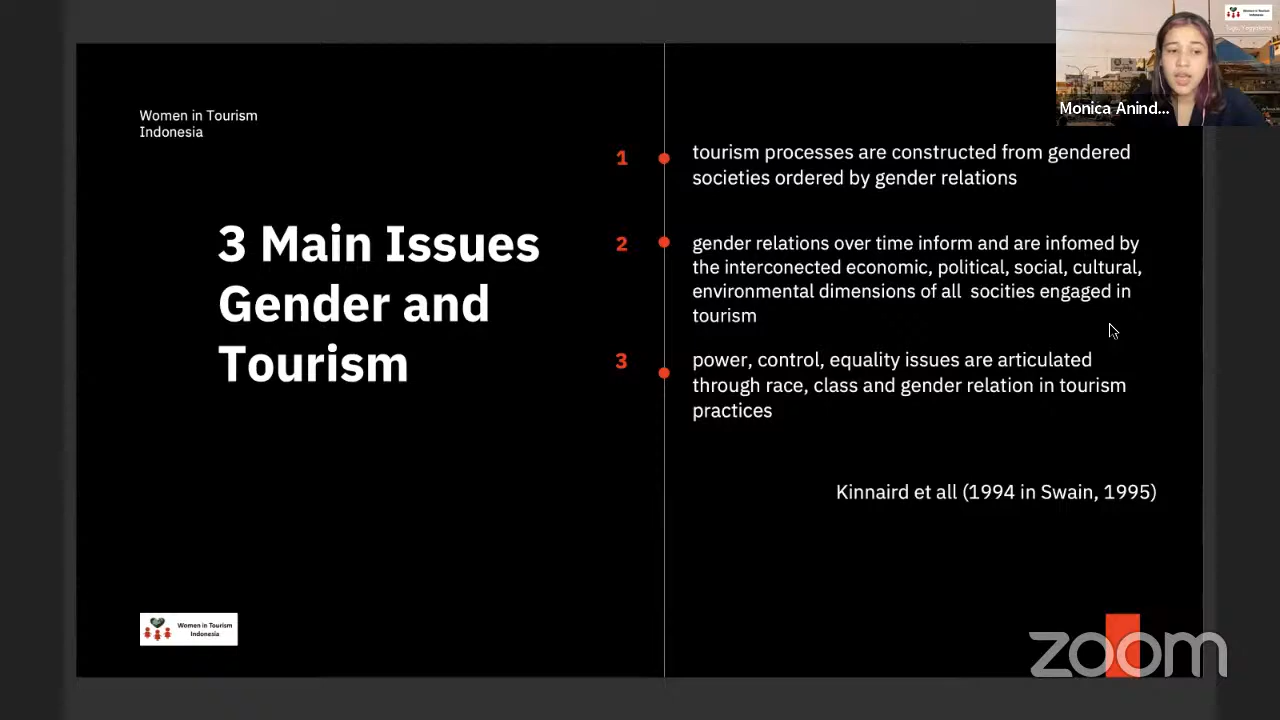 Women in Tourism
Indonesia
3 Main Issues
Gender and
Tourism
1
tourism processes are constructed from gendered
societies ordered by gender relations
2
gender relations over time inform and are infomed by
the interconected economic, political, social, cultural,
environmental dimensions of all socities engaged in
tourism
3
power, control, equality issues are articulated
through race, class and gender relation in tourism
practices
Kinnaird et all (1994 in Swain, 1995)
Women in Tourism
Indonesia
zoom
Monica Anind...
Women in Tourism
Indonesia